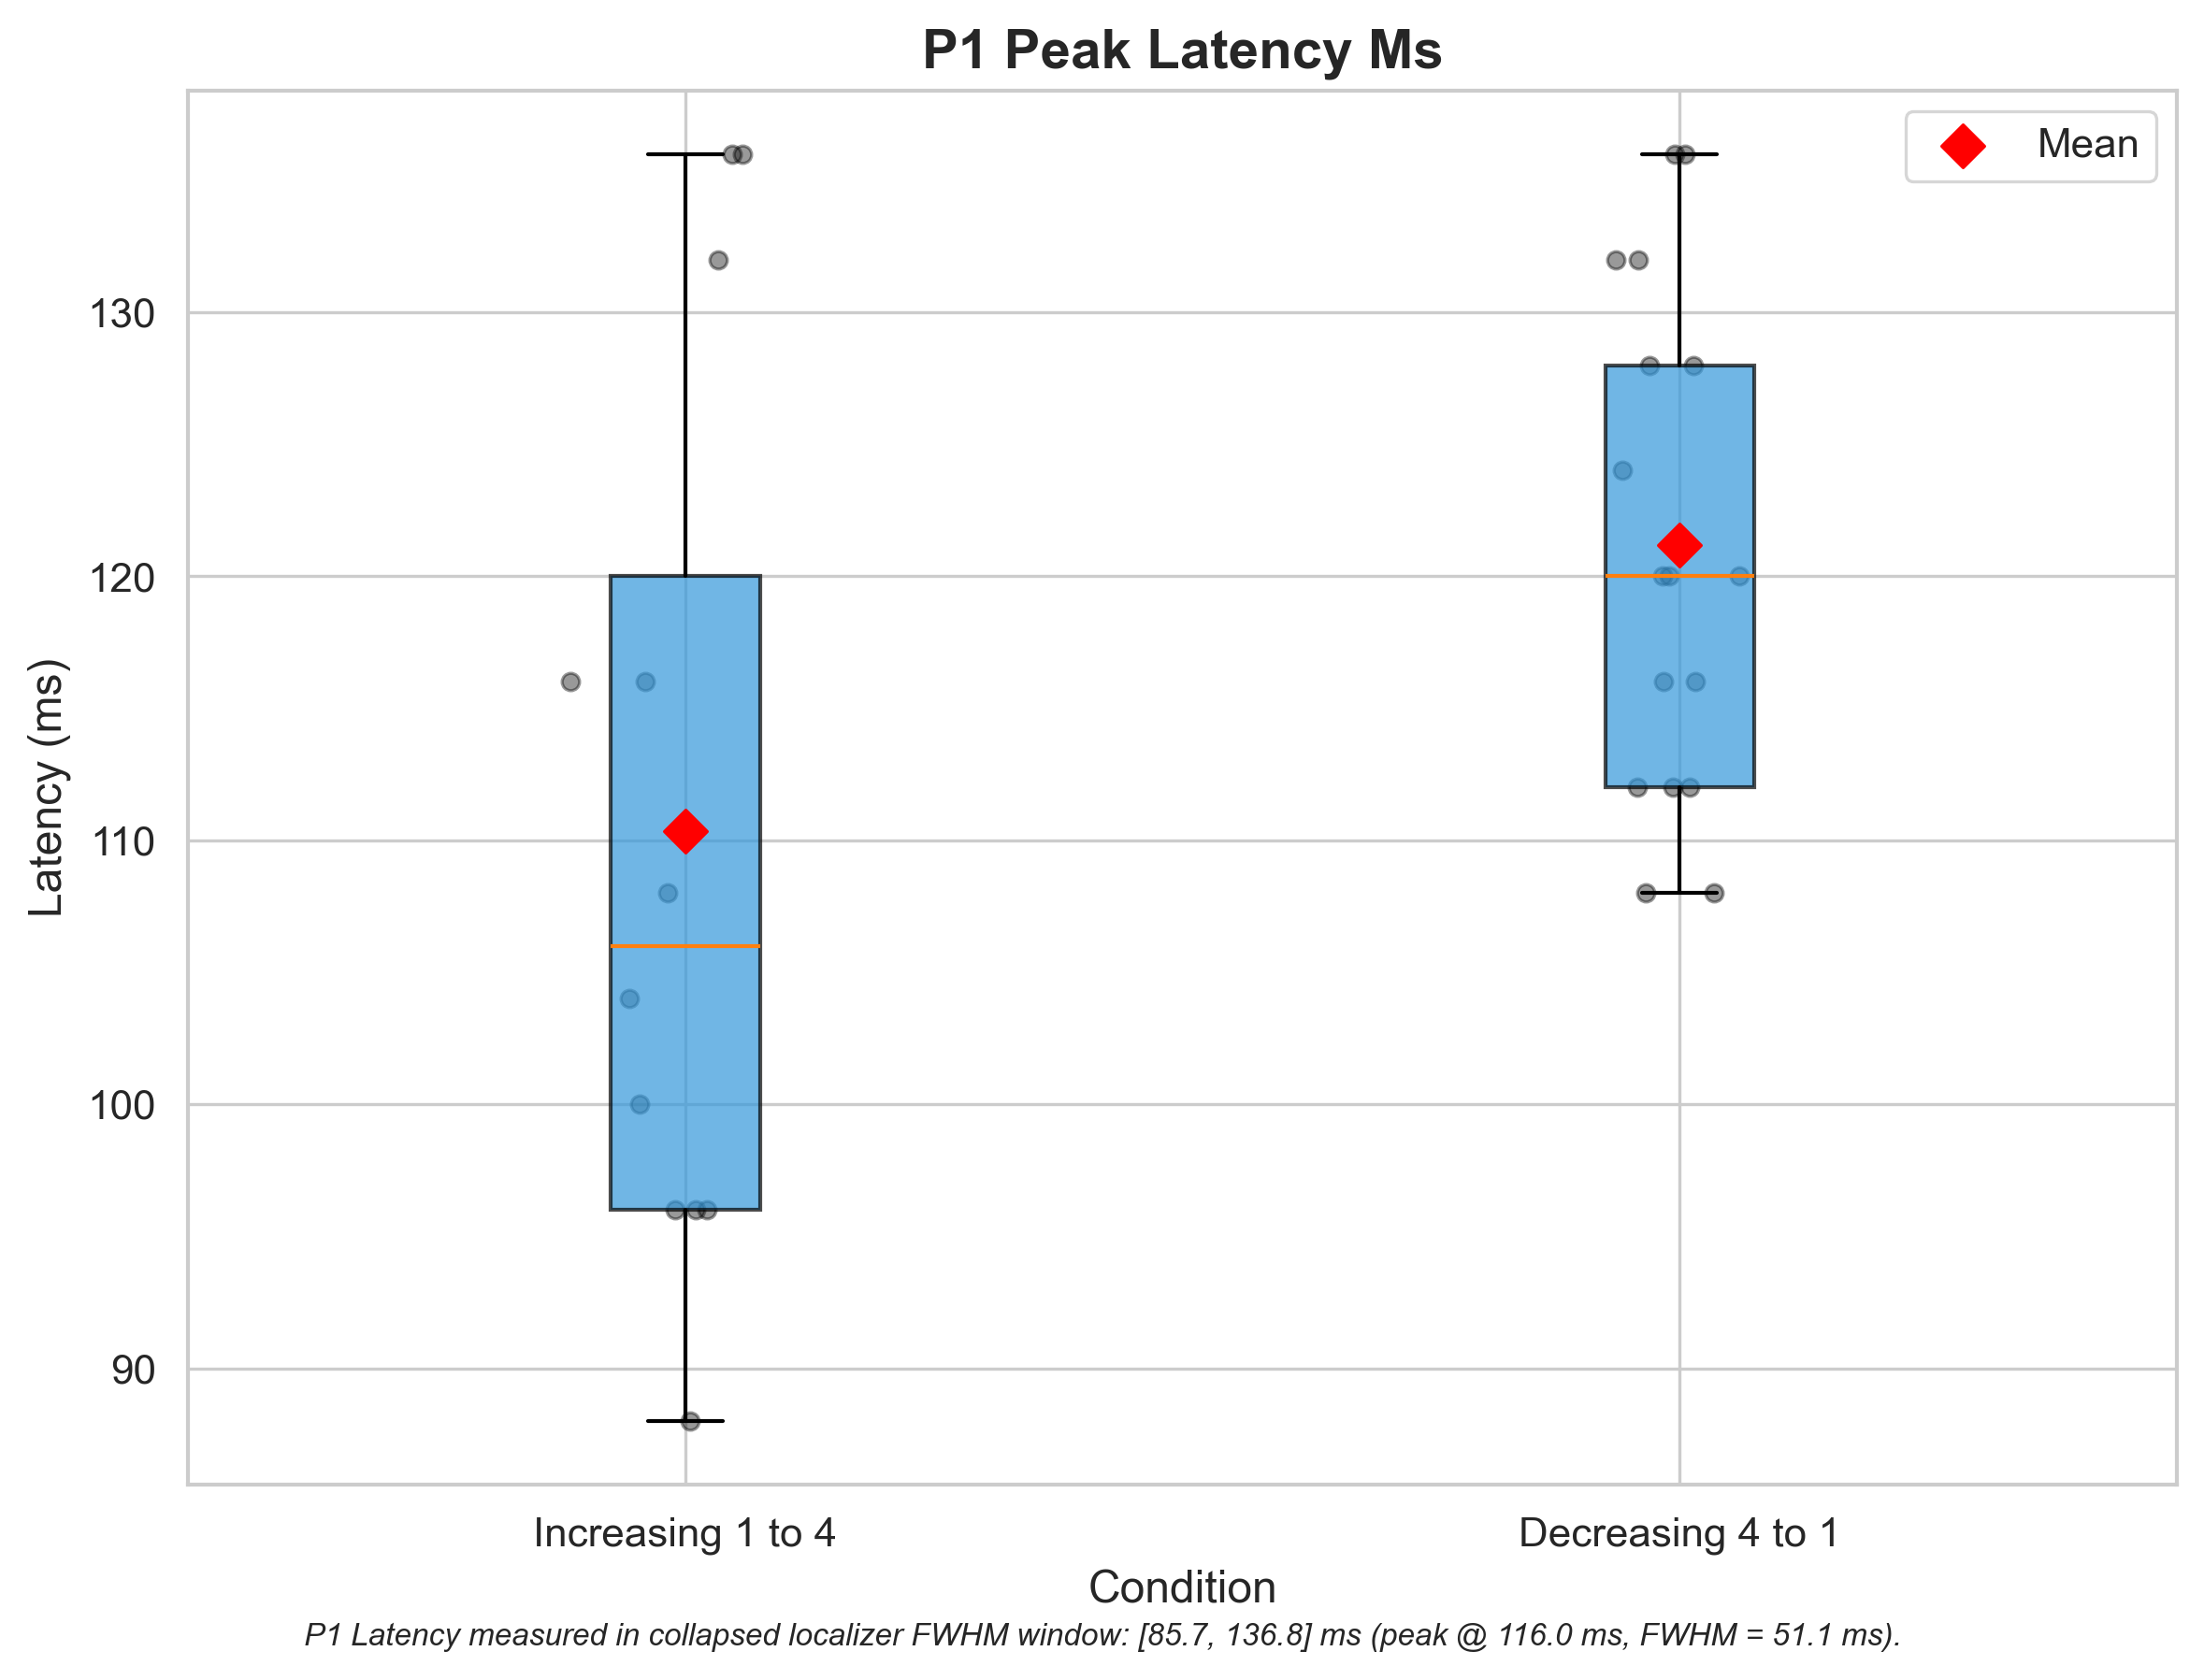 P1 Peak Latency Ms
Mean
Latency (ms)
130
120
110
100
90
Increasing 1 to 4
Decreasing 4 to 1
Condition
P1 Latency measured in collapsed localizer FWHM window: [85.7, 136.8] ms (peak @ 116.0 ms, FWHM = 51.1 ms).